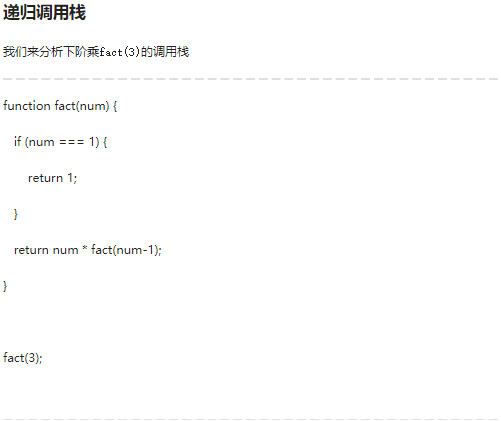 递归调用栈
我们来分析下阶乘fact(3)的调用栈
function fact(num) {
if (num === 1) {
return 1;
}
return num * fact(num-1);
}
fact(3);